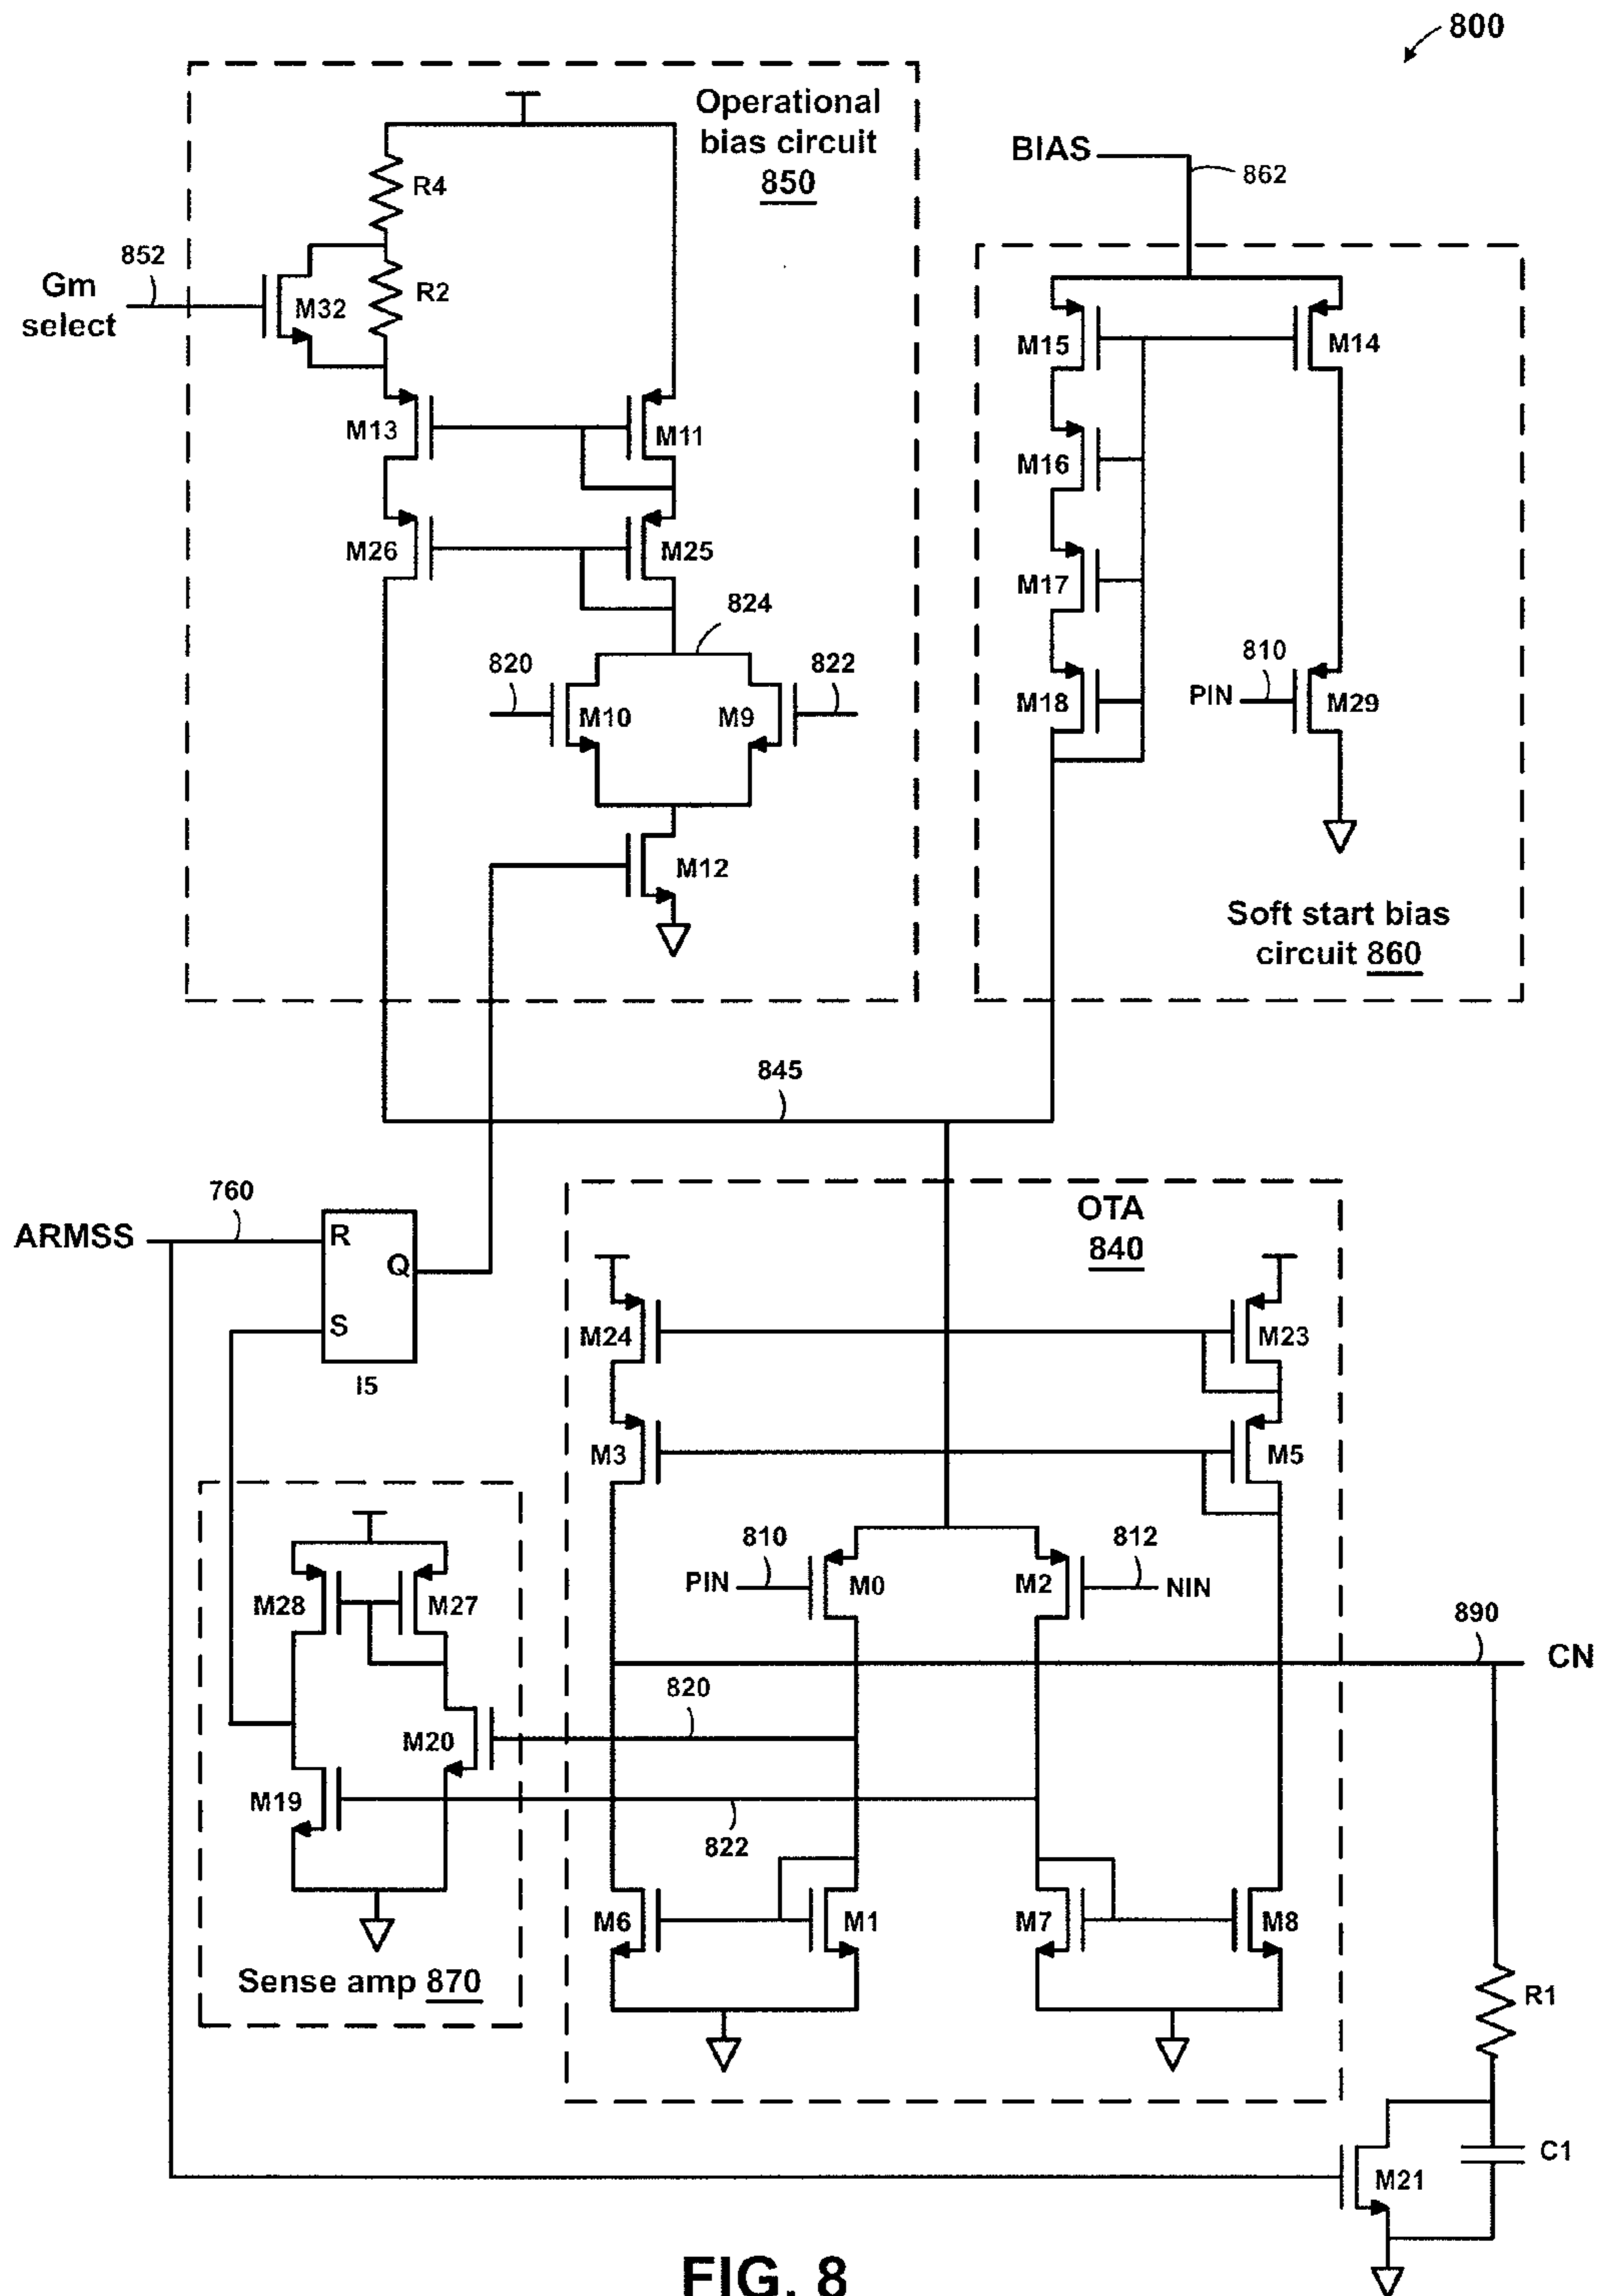 800
Operational
bias circuit
850
BIAS
862
R4
852
Gm
select
M32
R2
M15
M14
M13
M11
M16
M26
M25
M17
824
820
822
810
M10
M9
M18
PIN
M29
M12
Soft start bias
circuit 860
845
760
OTA
840
ARMSS
R
Q
S
I5
M24
M23
M3
M5
810
812
PIN
M0
M2
NIN
M28
M27
890
CN
820
M20
M19
822
M6
M1
M7
M8
Sense amp 870
R1
C1
M21
FIG. 8